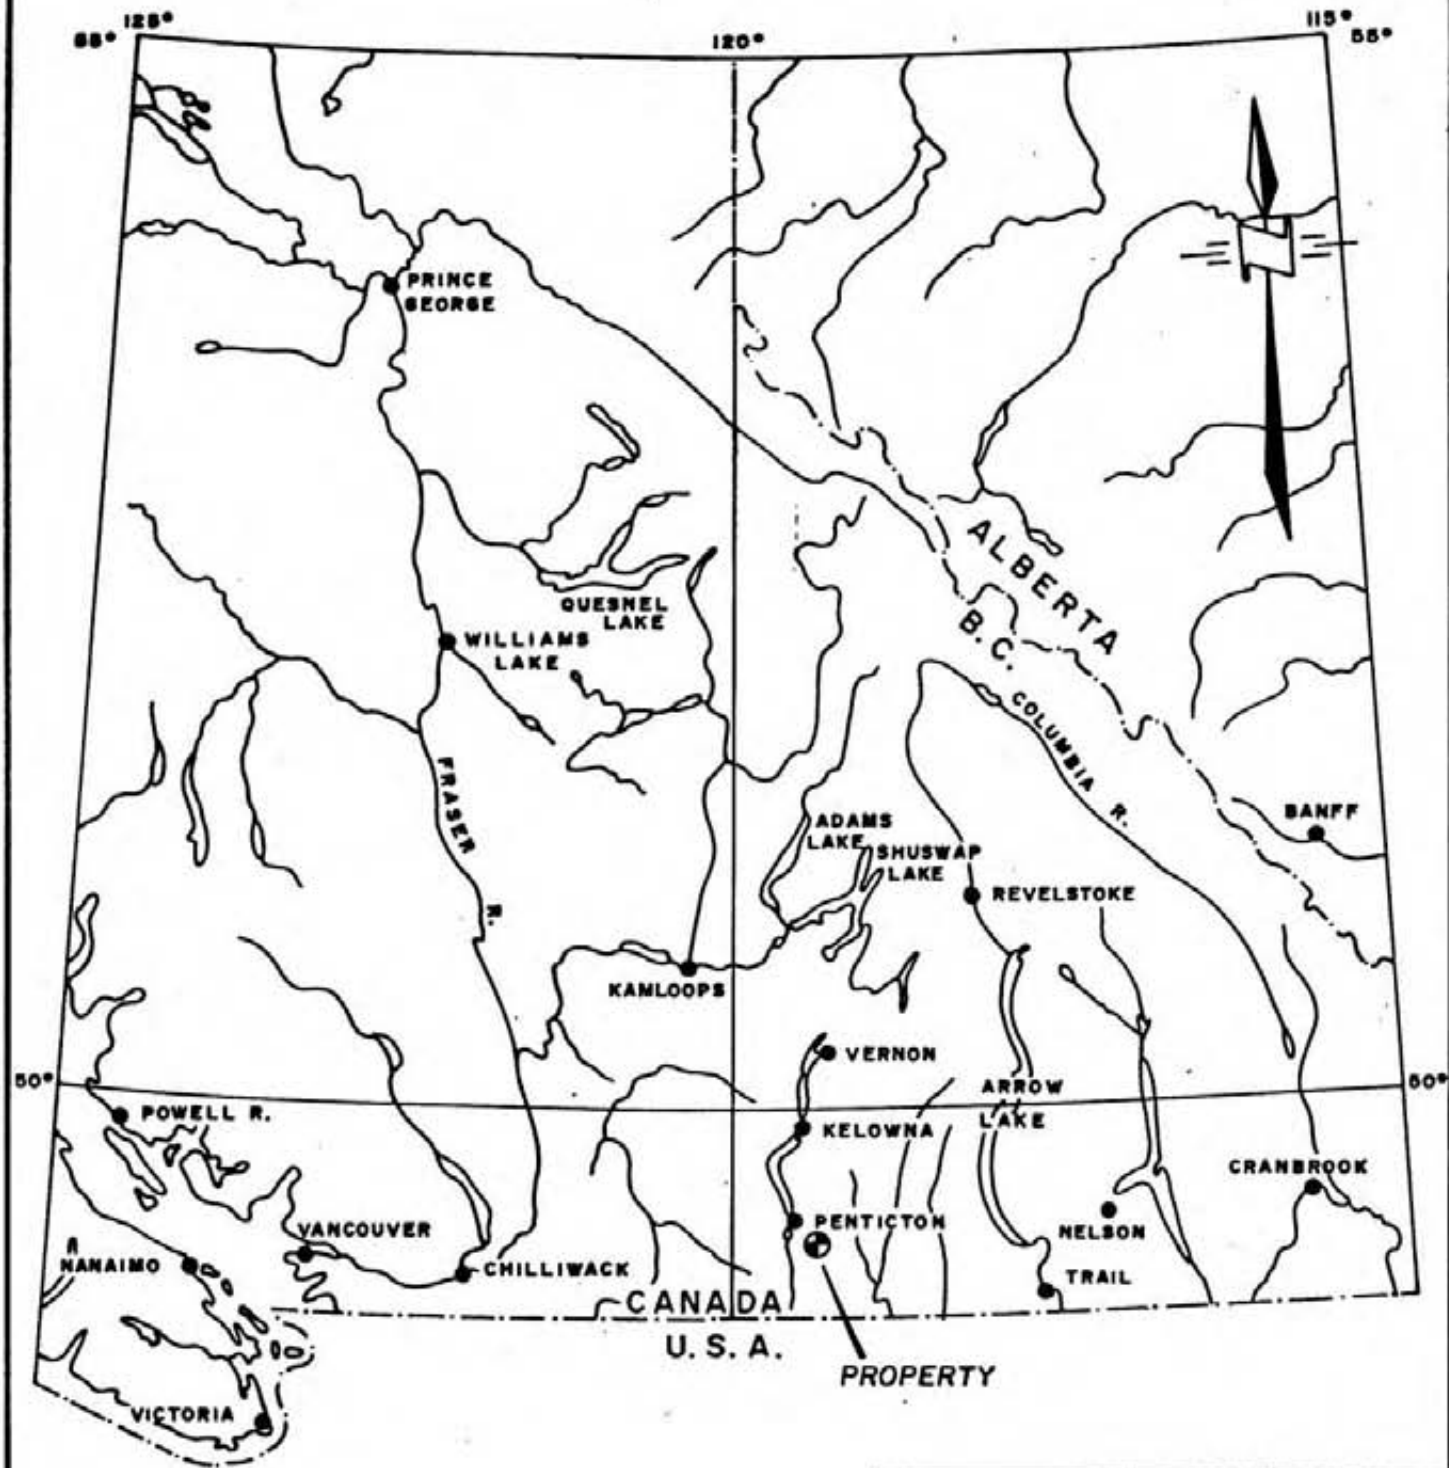 125°
55°
120°
115°
55°
PRINCE
GEORGE
ALBERTA
B.C.
QUESNEL
LAKE
WILLIAMS
LAKE
COLUMBIA R.
FRASER R.
ADAMS
LAKE
SHUSWAP
LAKE
BANFF
REVELSTOKE
KAMLOOPS
VERNON
50°
50°
ARROW
LAKE
POWELL R.
KELOWNA
CRANBROOK
PENTICTON
NELSON
VANCOUVER
NANAIMO
CHILLIWACK
TRAIL
CANADA
U.S.A.
PROPERTY
VICTORIA